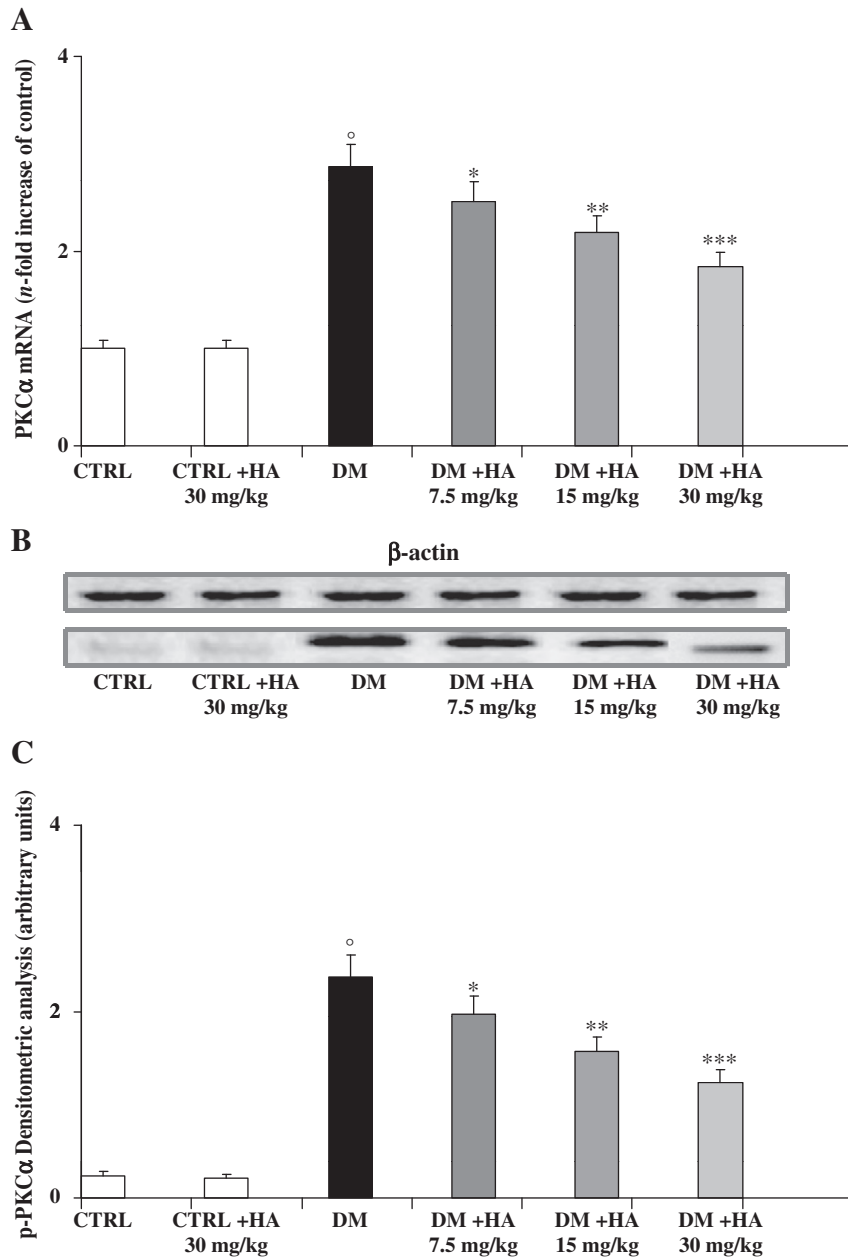 A
PKCα mRNA (n-fold increase of control)
4
2
0
°
*
**
***
CTRL
CTRL +HA
30 mg/kg
DM
DM +HA
7.5 mg/kg
DM +HA
15 mg/kg
DM +HA
30 mg/kg
B
β-actin
CTRL
CTRL +HA
30 mg/kg
DM
DM +HA
7.5 mg/kg
DM +HA
15 mg/kg
DM +HA
30 mg/kg
C
p-PKCα Densitometric analysis (arbitrary units)
4
2
0
°
*
**
***
CTRL
CTRL +HA
30 mg/kg
DM
DM +HA
7.5 mg/kg
DM +HA
15 mg/kg
DM +HA
30 mg/kg